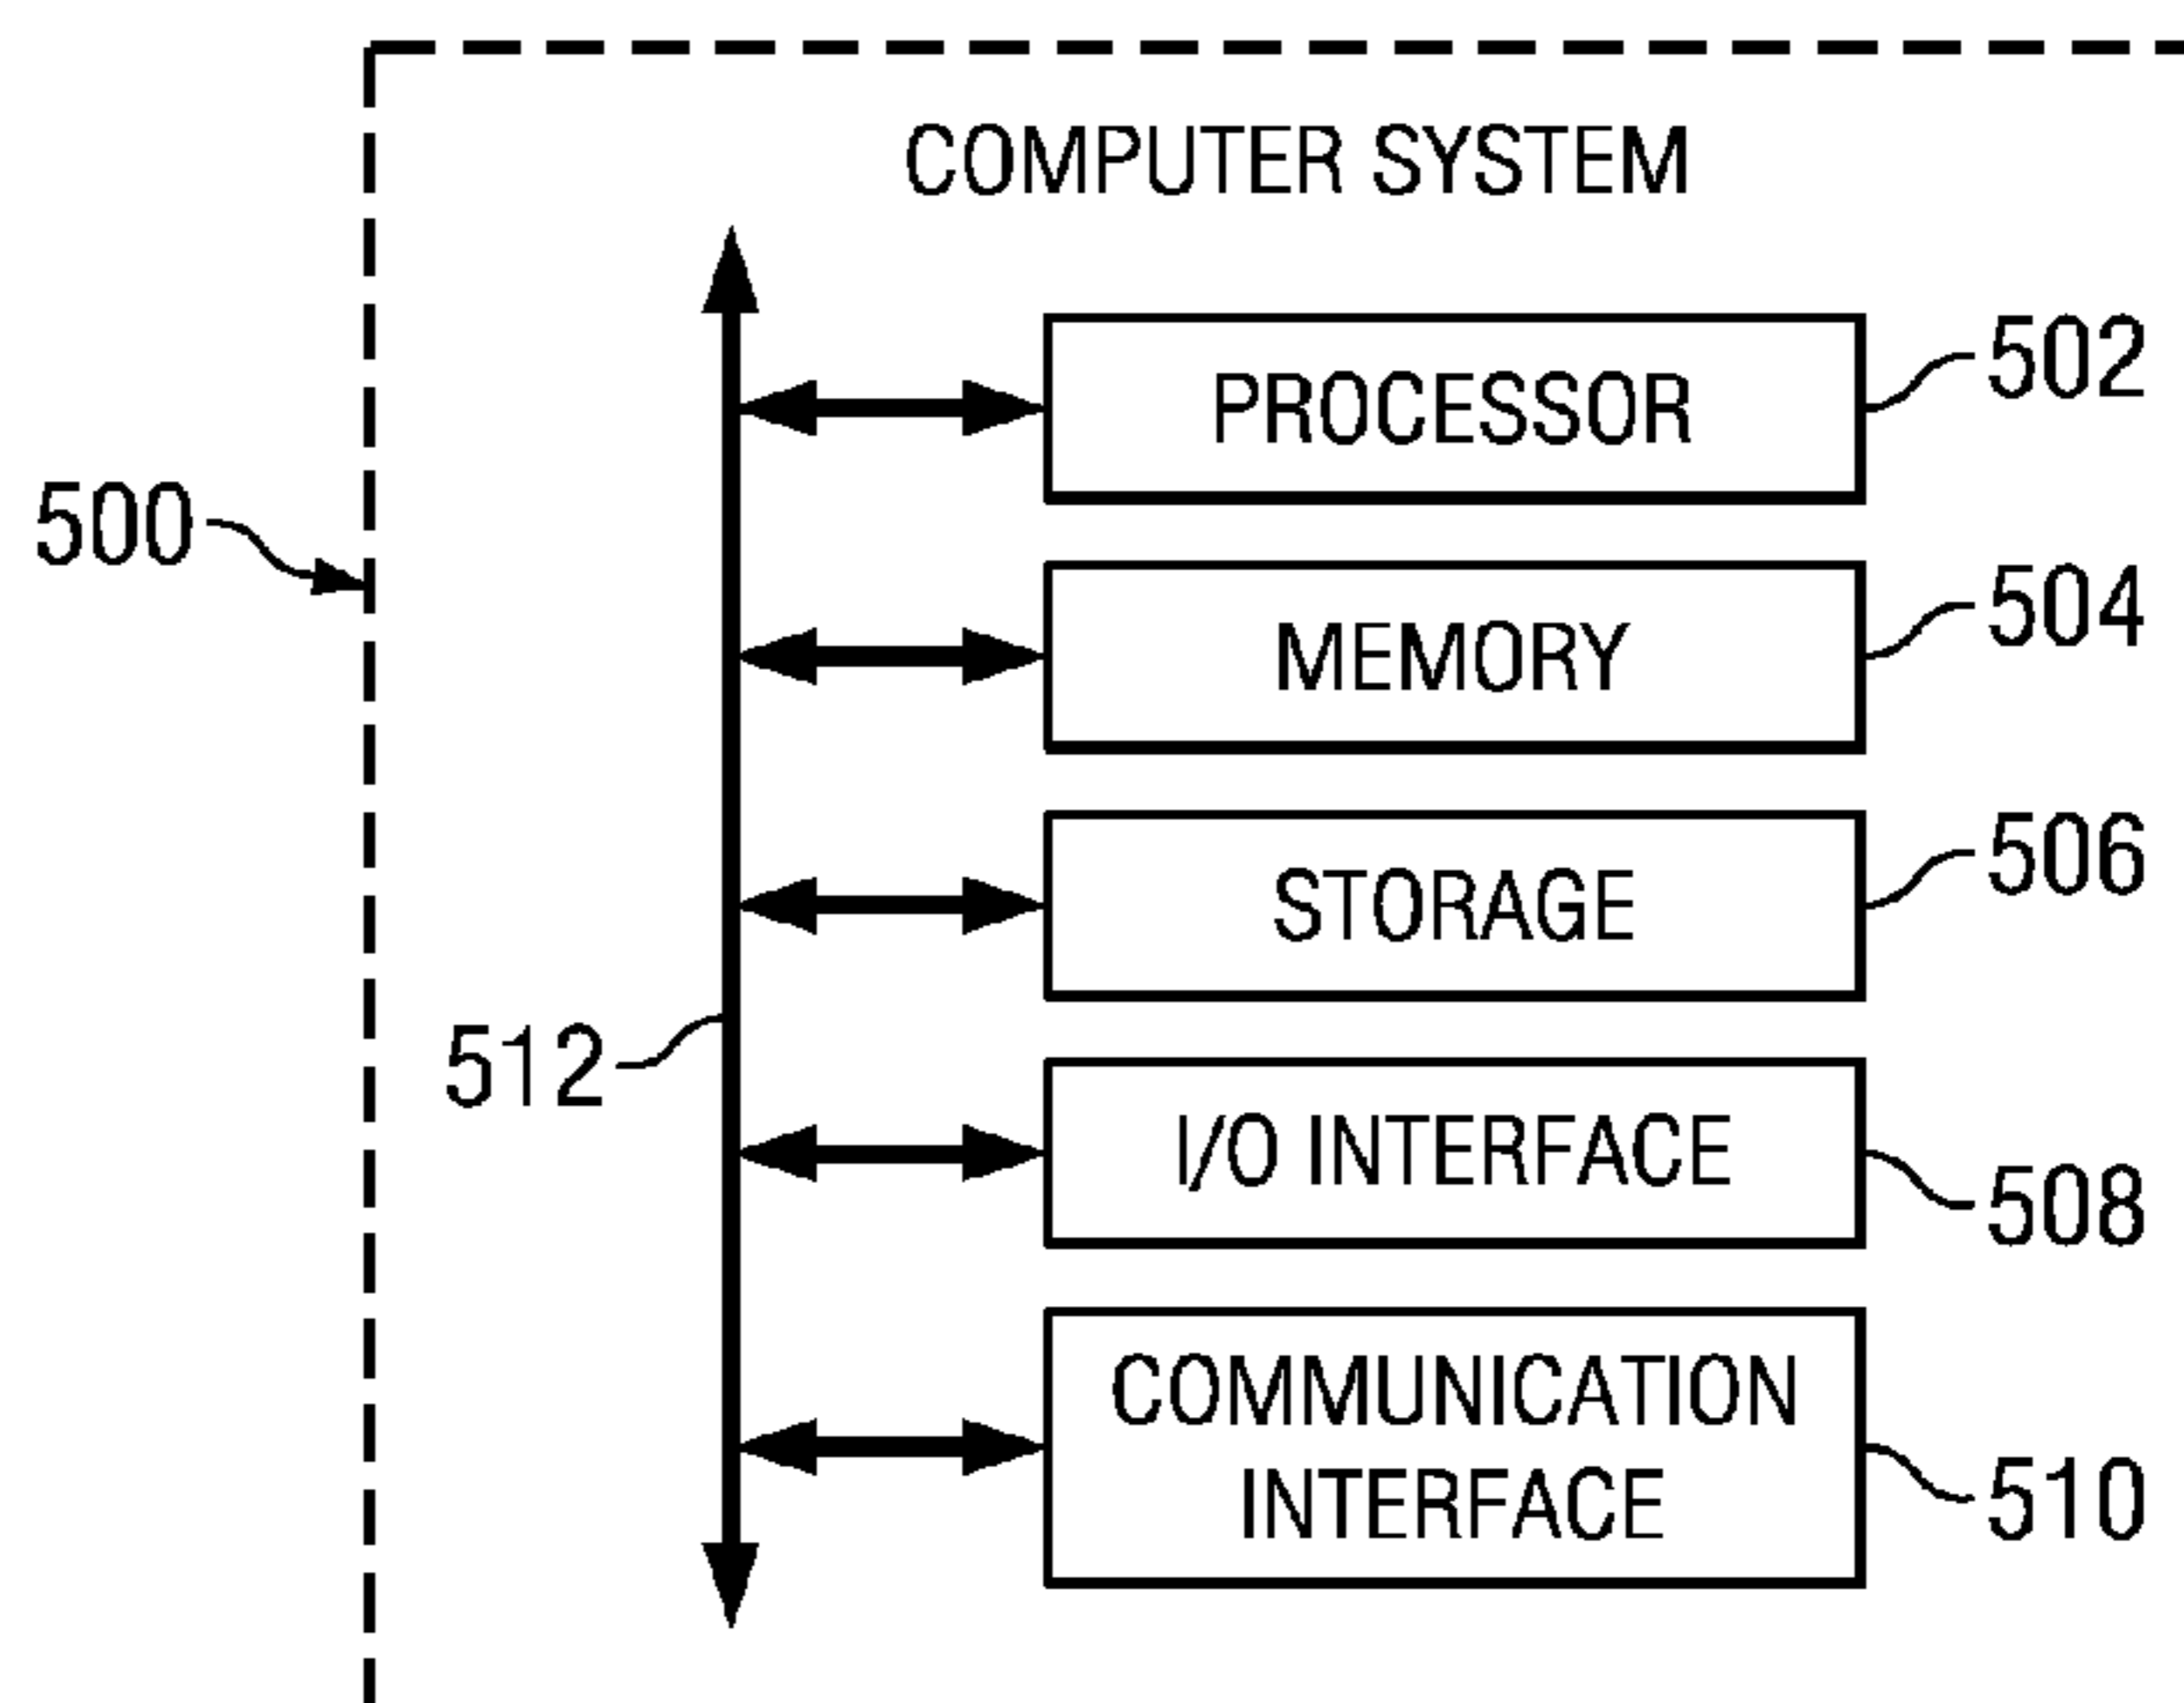 COMPUTER SYSTEM
PROCESSOR
502
500
MEMORY
504
STORAGE
506
512
I/O INTERFACE
508
COMMUNICATION
INTERFACE
510